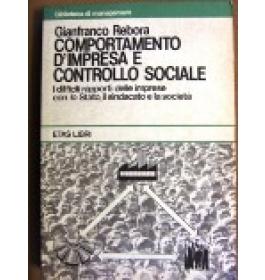 biblioteca di management
Gianfranco Rebora
COMPORTAMENTO
D'IMPRESA E
CONTROLLO SOCIALE
I difficili rapporti delle imprese
con lo Stato, il sindacato e la società
ETAS LIBRI